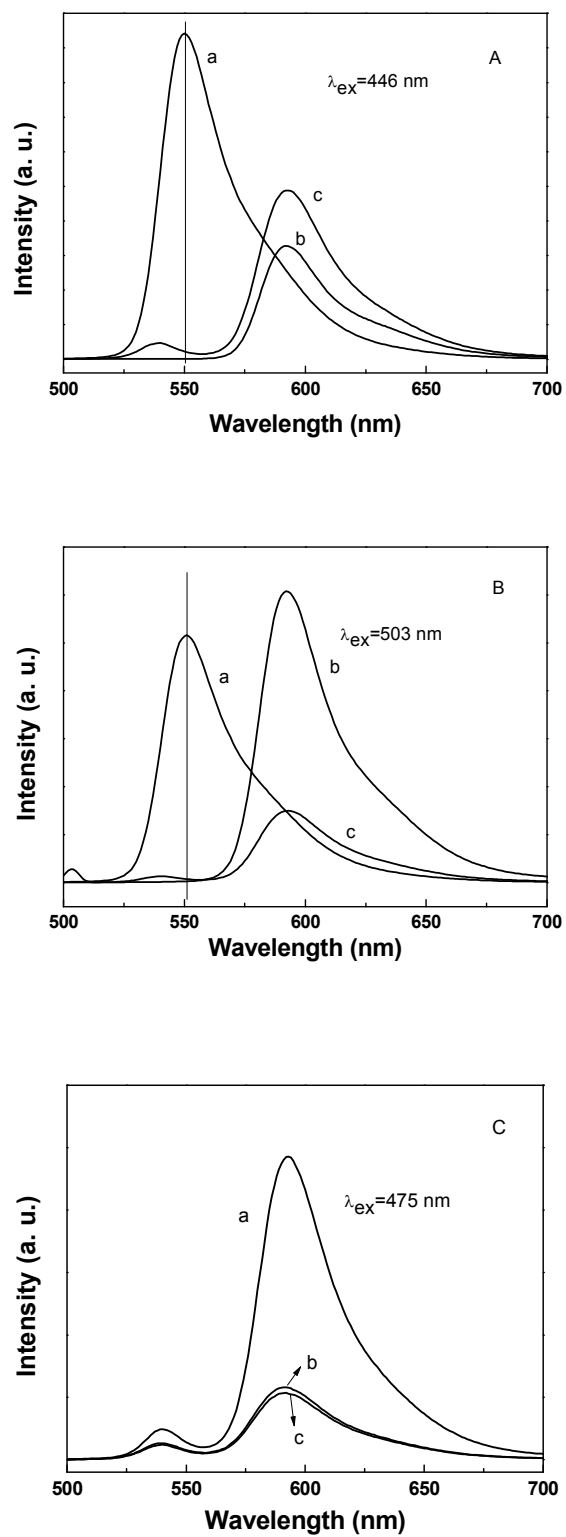 A
a
λex=446 nm
c
b
Intensity (a. u.)
500 550 600 650 700
Wavelength (nm)
B
λex=503 nm
a
b
c
Intensity (a. u.)
500 550 600 650 700
Wavelength (nm)
C
λex=475 nm
a
b
c
Intensity (a. u.)
500 550 600 650 700
Wavelength (nm)